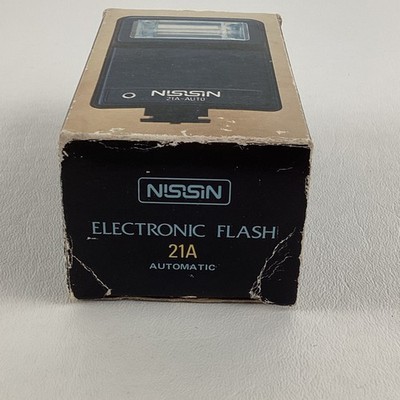 NISSIN
21A-AUTO
NISSIN
ELECTRONIC FLASH
21A
AUTOMATIC